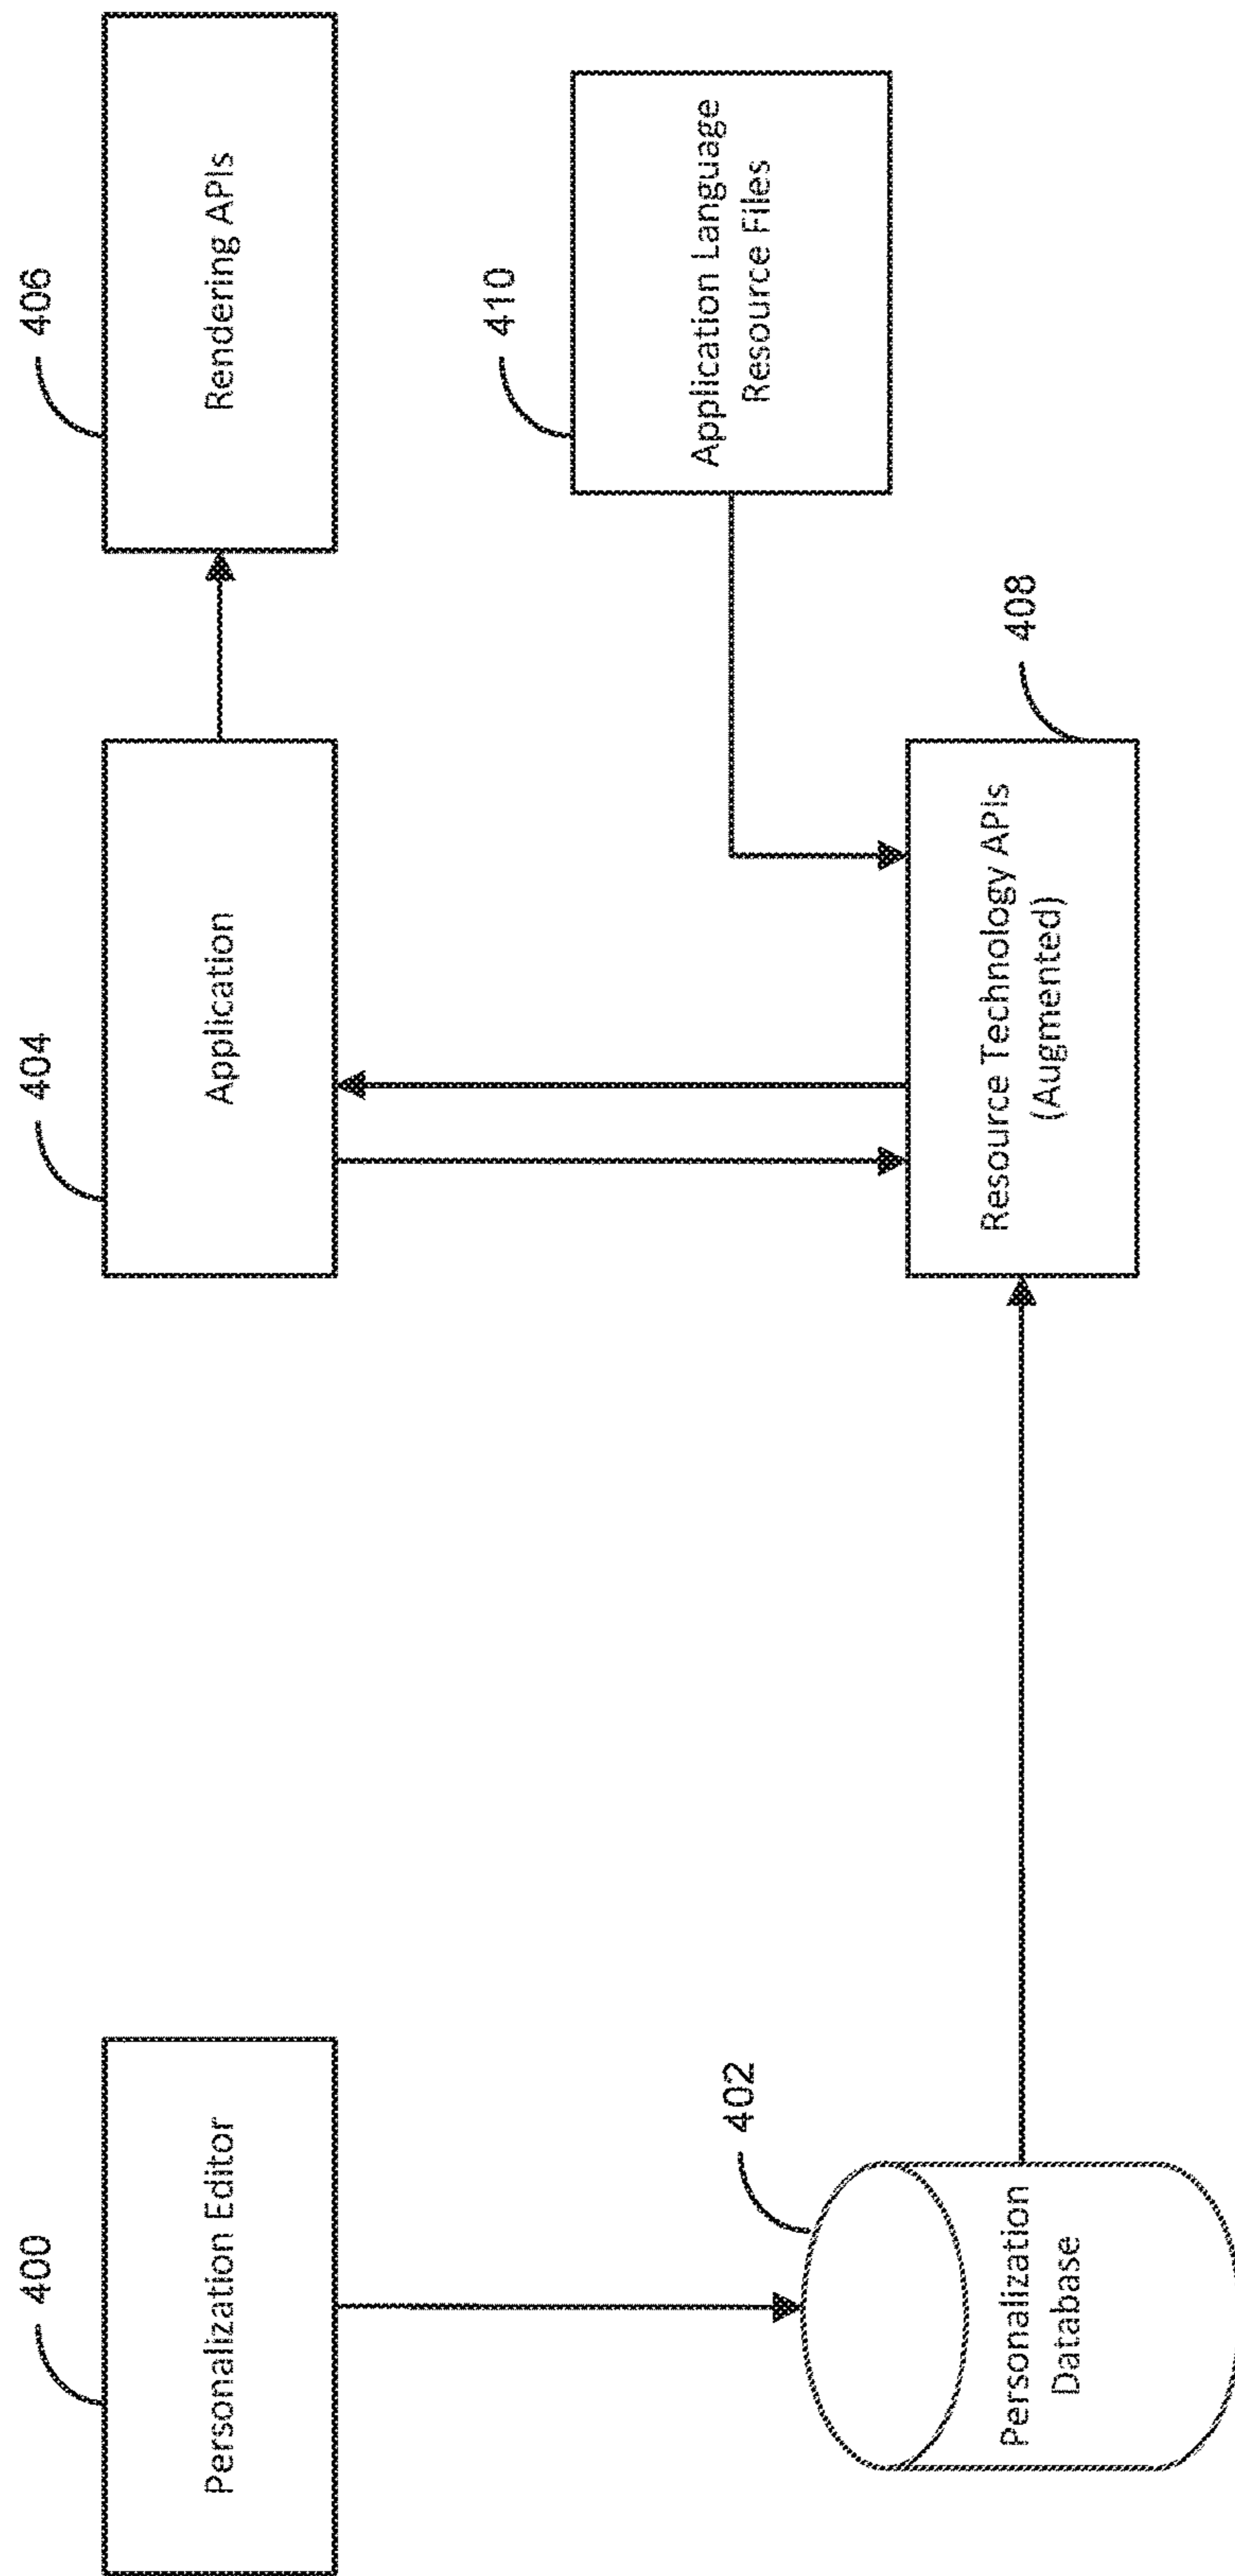 400
Personalization Editor
404
Application
406
Rendering APIs
410
Application Language
Resource Files
402
Personalization
Database
408
Resource Technology APIs
(Augmented)